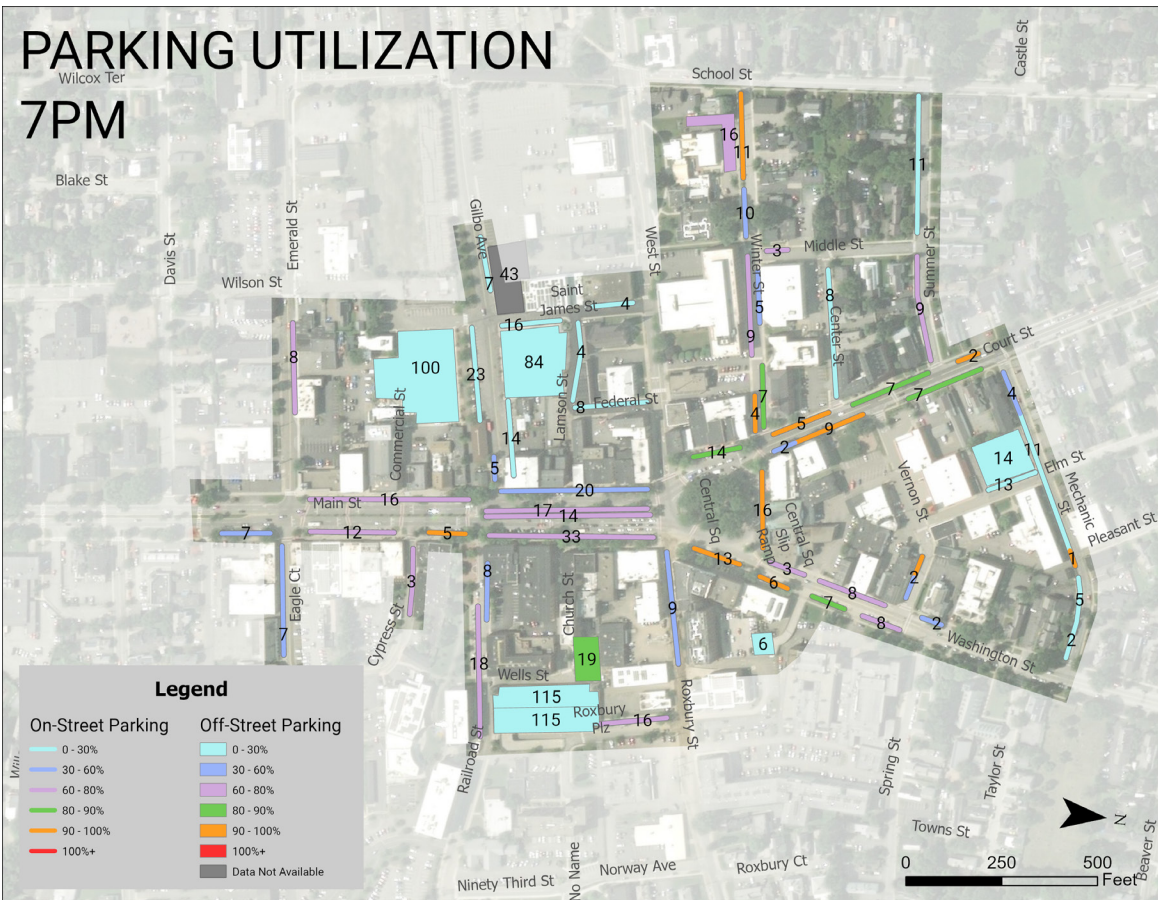 PARKING UTILIZATION
7PM
Wilcox Ter
School St
Castle St
Blake St
Davis St
Emerald St
Wilson St
Gilbo Ave
West St
Winter St
Middle St
Summer St
Center St
Court St
Saint
James St
Commercial St
Lamson St
Federal St
Main St
Central Sq
Central Sq
Slip
Ramp
Vernon St
Elm St
Mechanic
St
Pleasant St
Eagle Ct
Cypress St
Church St
Wells St
Roxbury
Plz
Roxbury St
Railroad St
Washington St
Spring St
Taylor St
Towns St
Beaver St
Norway Ave
Roxbury Ct
Ninety Third St
No Name
16
11
11
10
3
43
7
4
16
5
8
9
9
2
8
100
23
84
4
8
7
4
7
7
5
9
2
14
4
11
14
13
14
5
20
16
17
14
33
7
12
5
16
13
6
3
8
7
8
2
2
1
5
2
7
3
8
9
18
19
6
115
115
16
Legend
On-Street Parking
0 - 30%
30 - 60%
60 - 80%
80 - 90%
90 - 100%
100%+
Off-Street Parking
0 - 30%
30 - 60%
60 - 80%
80 - 90%
90 - 100%
100%+
Data Not Available
N
0 250 500
Feet